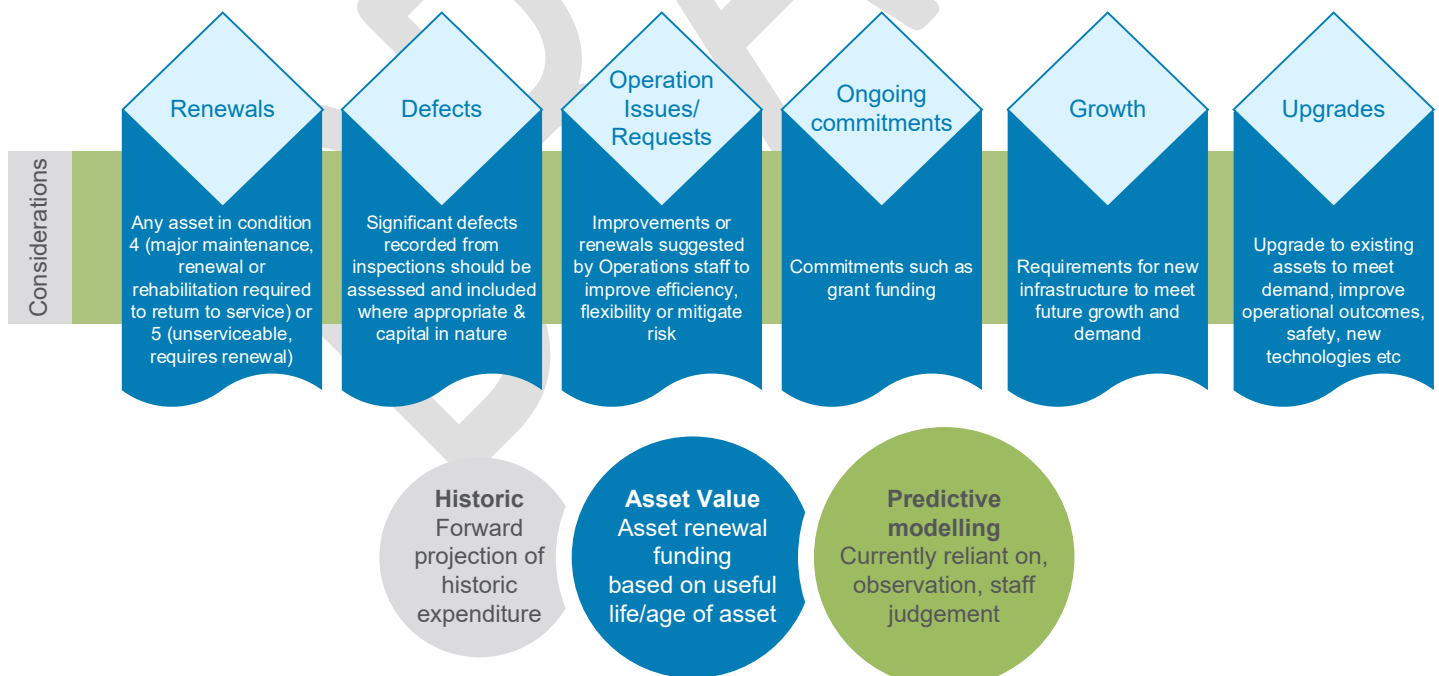 Considerations
Renewals
Any asset in condition
4 (major maintenance,
renewal or
rehabilitation required
to return to service) or
5 (unserviceable,
requires renewal)
Defects
Significant defects
recorded from
inspections should be
assessed and included
where appropriate &
capital in nature
Operation
Issues/
Requests
Improvements or
renewals suggested
by Operations staff to
improve efficiency,
flexibility or mitigate
risk
Ongoing
commitments
Commitments such as
grant funding
Growth
Requirements for new
infrastructure to meet
future growth and
demand
Upgrades
Upgrade to existing
assets to meet
demand, improve
operational outcomes,
safety, new
technologies etc
Historic
Forward
projection of
historic
expenditure
Asset Value
Asset renewal
funding
based on useful
life/age of asset
Predictive
modelling
Currently reliant on,
observation, staff
judgement